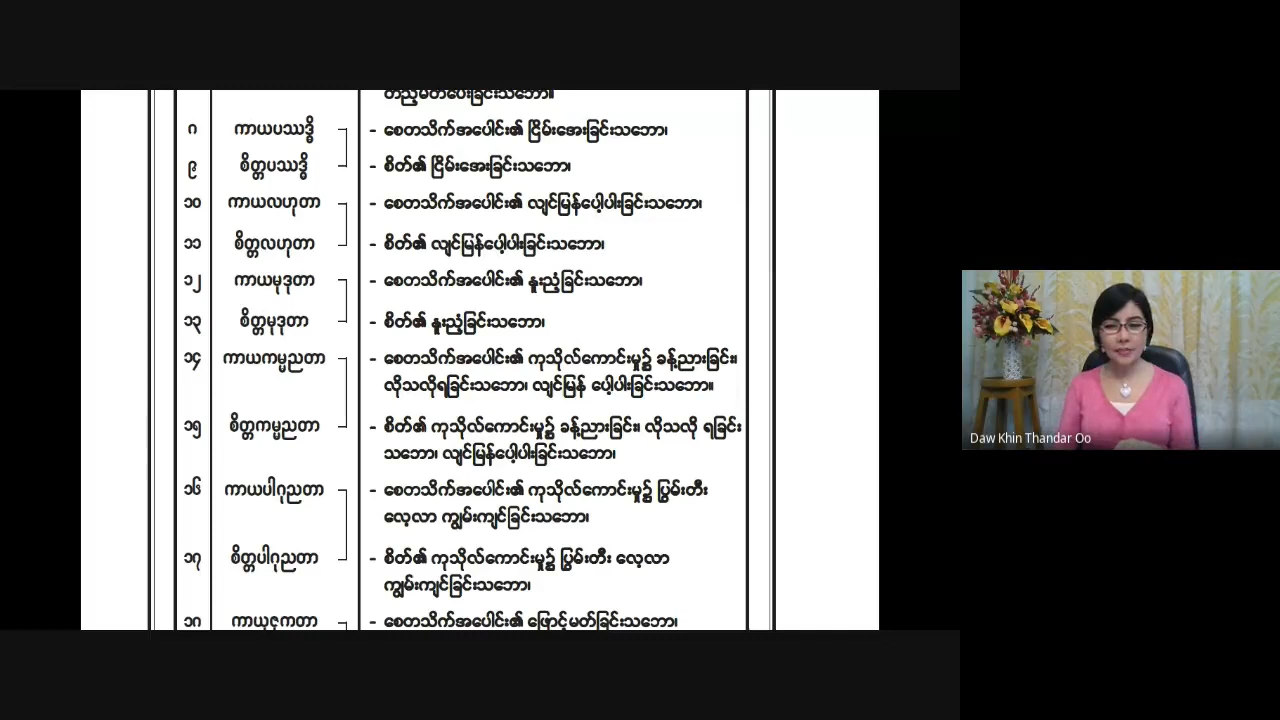 တည့်မတ်ပေးခြင်းသဘော။
၈ ကာယပဿဒ္ဓိ - စေတသိက်အပေါင်း၏ ငြိမ်းအေးခြင်းသဘော၊
၉ စိတ္တပဿဒ္ဓိ - စိတ်၏ ငြိမ်းအေးခြင်းသဘော၊
၁၀ ကာယလဟုတာ - စေတသိက်အပေါင်း၏ လျင်မြန်ပေါ့ပါးခြင်းသဘော၊
၁၁ စိတ္တလဟုတာ - စိတ်၏ လျင်မြန်ပေါ့ပါးခြင်းသဘော၊
၁၂ ကာယမုဒုတာ - စေတသိက်အပေါင်း၏ နူးညံ့ခြင်းသဘော၊
၁၃ စိတ္တမုဒုတာ - စိတ်၏ နူးညံ့ခြင်းသဘော၊
၁၄ ကာယကမ္မညတာ - စေတသိက်အပေါင်း၏ ကုသိုလ်ကောင်းမှု၌ ခန့်ညားခြင်း၊
လိုသလိုရခြင်းသဘော၊ လျင်မြန် ပေါ့ပါးခြင်းသဘော။
၁၅ စိတ္တကမ္မညတာ - စိတ်၏ ကုသိုလ်ကောင်းမှု၌ ခန့်ညားခြင်း၊ လိုသလို ရခြင်း
သဘော၊ လျင်မြန်ပေါ့ပါးခြင်းသဘော၊
၁၆ ကာယပါဂုညတာ - စေတသိက်အပေါင်း၏ ကုသိုလ်ကောင်းမှု၌ ပြွမ်းတီး
လေ့လာ ကျွမ်းကျင်ခြင်းသဘော၊
၁၇ စိတ္တပါဂုညတာ - စိတ်၏ ကုသိုလ်ကောင်းမှု၌ ပြွမ်းတီး လေ့လာ
ကျွမ်းကျင်ခြင်းသဘော၊
၁၈ ကာယုဇုကတာ - စေတသိက်အပေါင်း၏ ဖြောင့်မတ်ခြင်းသဘော၊
Daw Khin Thandar Oo